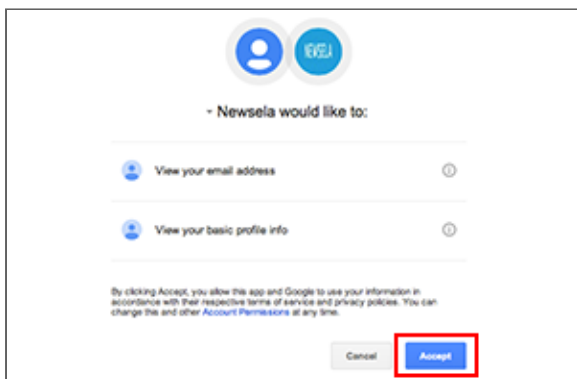 NEWSELA
Newsela would like to:
View your email address
View your basic profile info
By clicking Accept, you allow this app and Google to use your information in
accordance with their respective terms of service and privacy policies. You can
change this and other Account Permissions at any time.
Cancel Accept